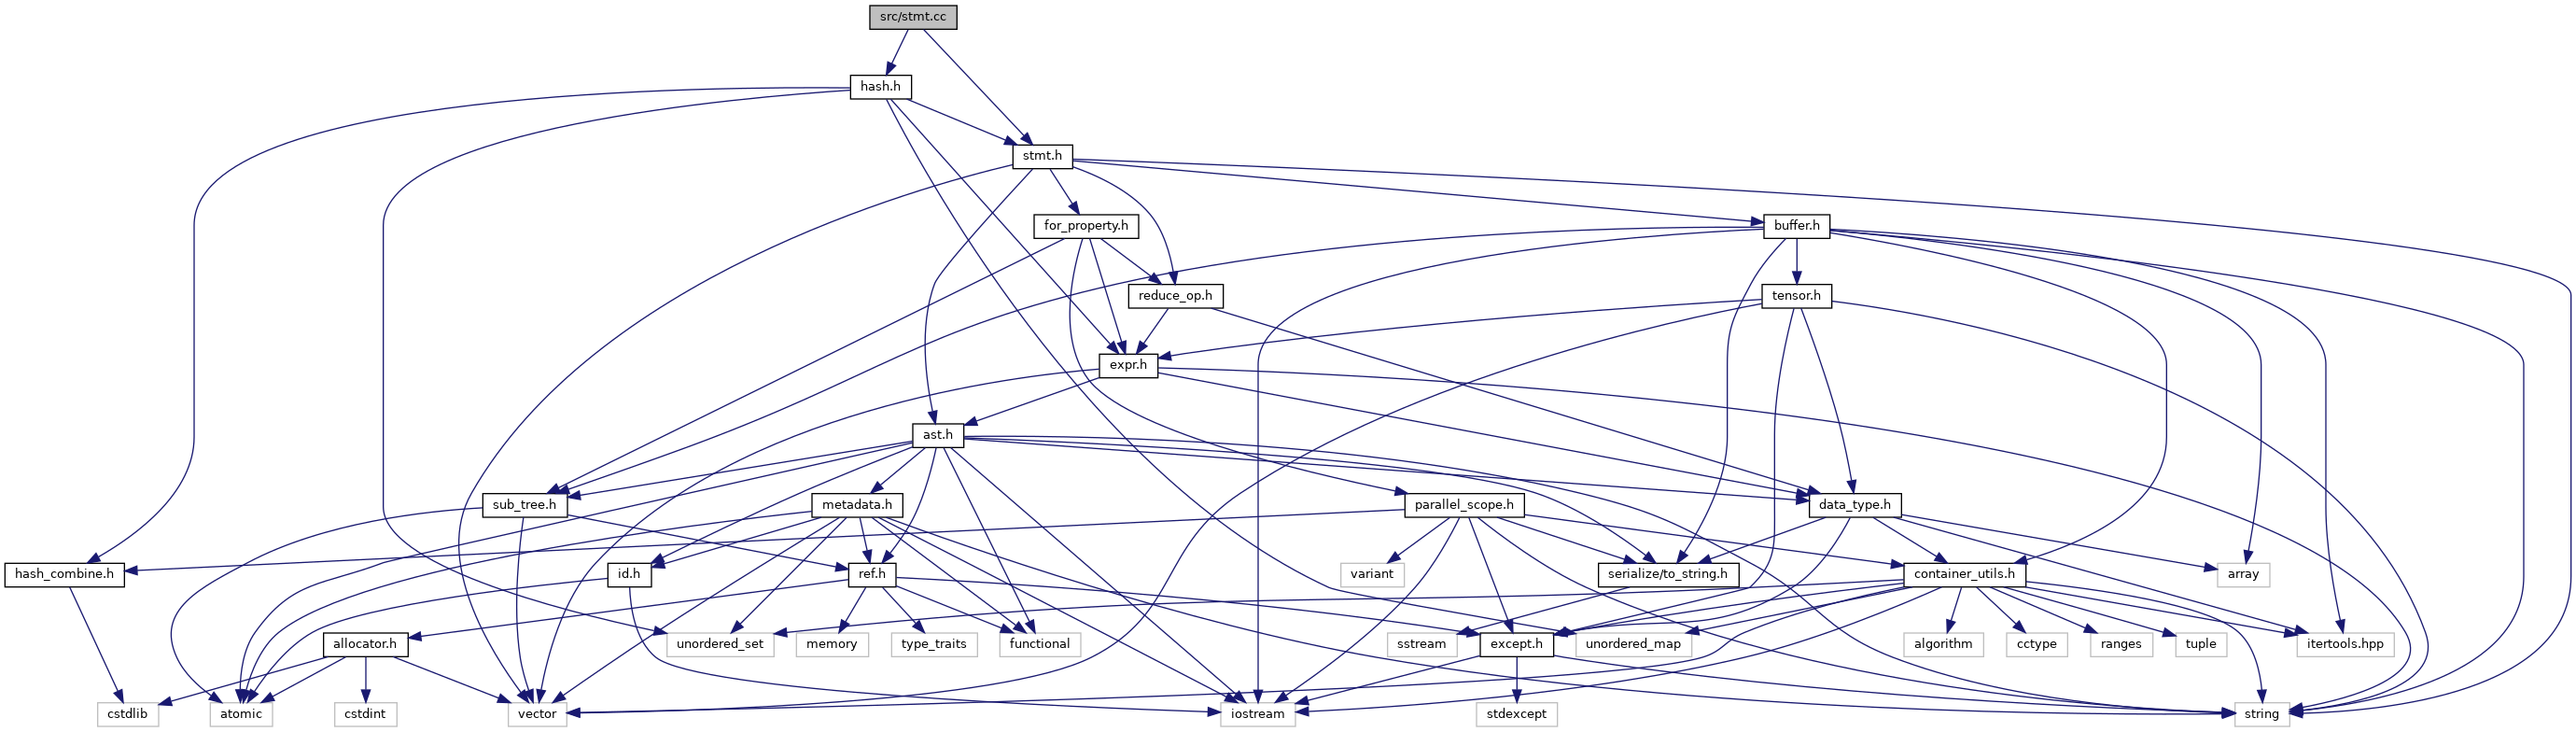 src/stmt.cc
hash.h
stmt.h
for_property.h
buffer.h
reduce_op.h
tensor.h
expr.h
ast.h
sub_tree.h
metadata.h
parallel_scope.h
data_type.h
hash_combine.h
id.h
ref.h
variant
serialize/to_string.h
container_utils.h
array
allocator.h
unordered_set
memory
type_traits
functional
sstream
except.h
unordered_map
algorithm
cctype
ranges
tuple
itertools.hpp
cstdlib
atomic
cstdint
vector
iostream
stdexcept
string